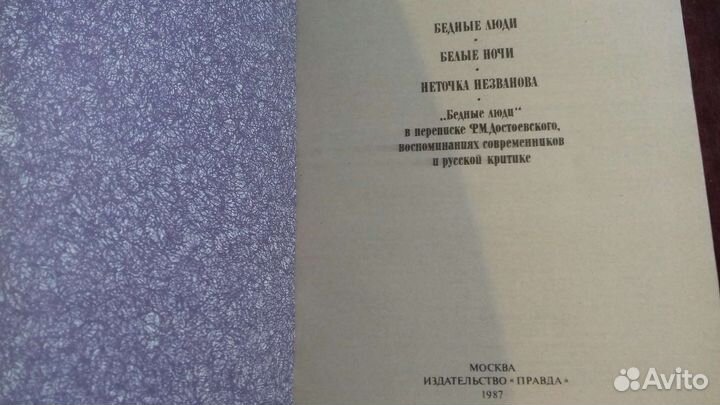 БЕДНЫЕ ЛЮДИ
·
БЕЛЫЕ НОЧИ
·
НЕТОЧКА НЕЗВАНОВА
·
„Бедные люди“
в переписке Ф.М.Достоевского,
воспоминаниях современников
и русской критике
МОСКВА
ИЗДАТЕЛЬСТВО «ПРАВДА»
1987
Avito